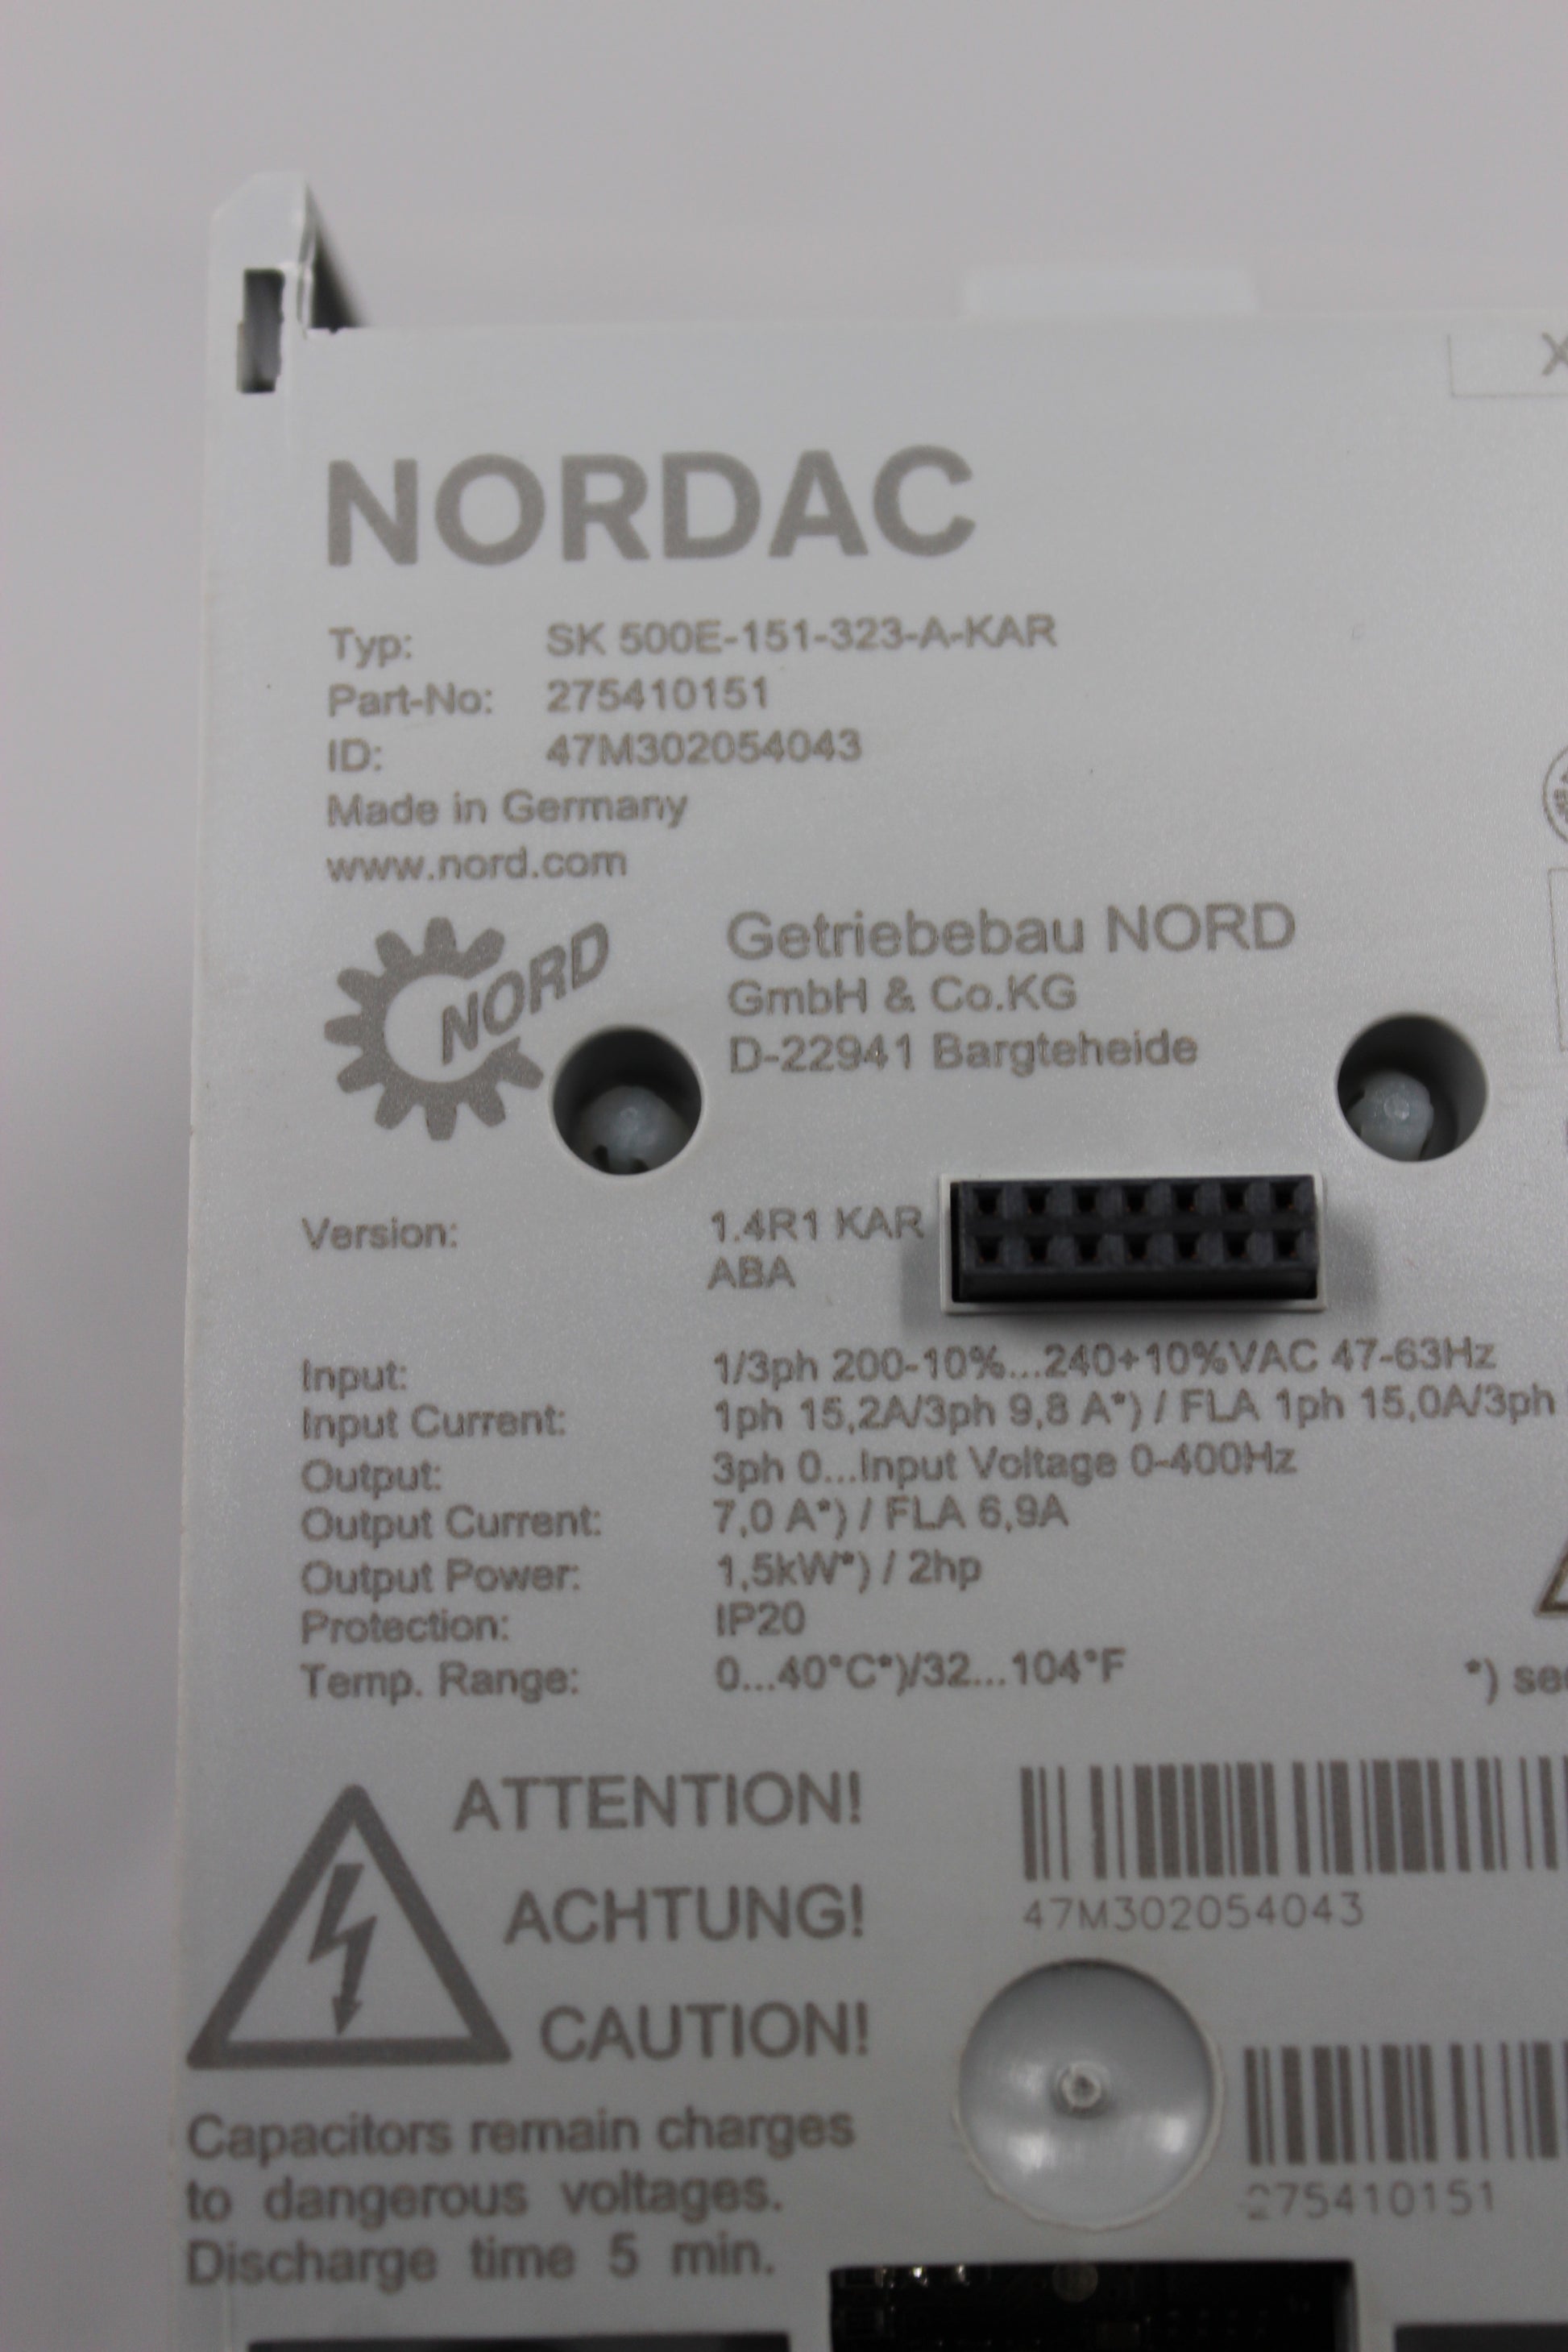 X
NORDAC
Typ: SK 500E-151-323-A-KAR
Part-No: 275410151
ID: 47M302054043
Made in Germany
www.nord.com
NORD
Getriebebau NORD
GmbH & Co.KG
D-22941 Bargteheide
Version: 1.4R1 KAR
ABA
Input: 1/3ph 200-10%...240+10%VAC 47-63Hz
Input Current: 1ph 15,2A/3ph 9,8 A*) / FLA 1ph 15,0A/3ph
Output: 3ph 0...Input Voltage 0-400Hz
Output Current: 7,0 A*) / FLA 6,9A
Output Power: 1,5kW*) / 2hp
Protection: IP20
Temp. Range: 0...40°C*)/32...104°F
*) se
ATTENTION!
ACHTUNG!
CAUTION!
47M302054043
Capacitors remain charges
to dangerous voltages.
Discharge time 5 min.
275410151